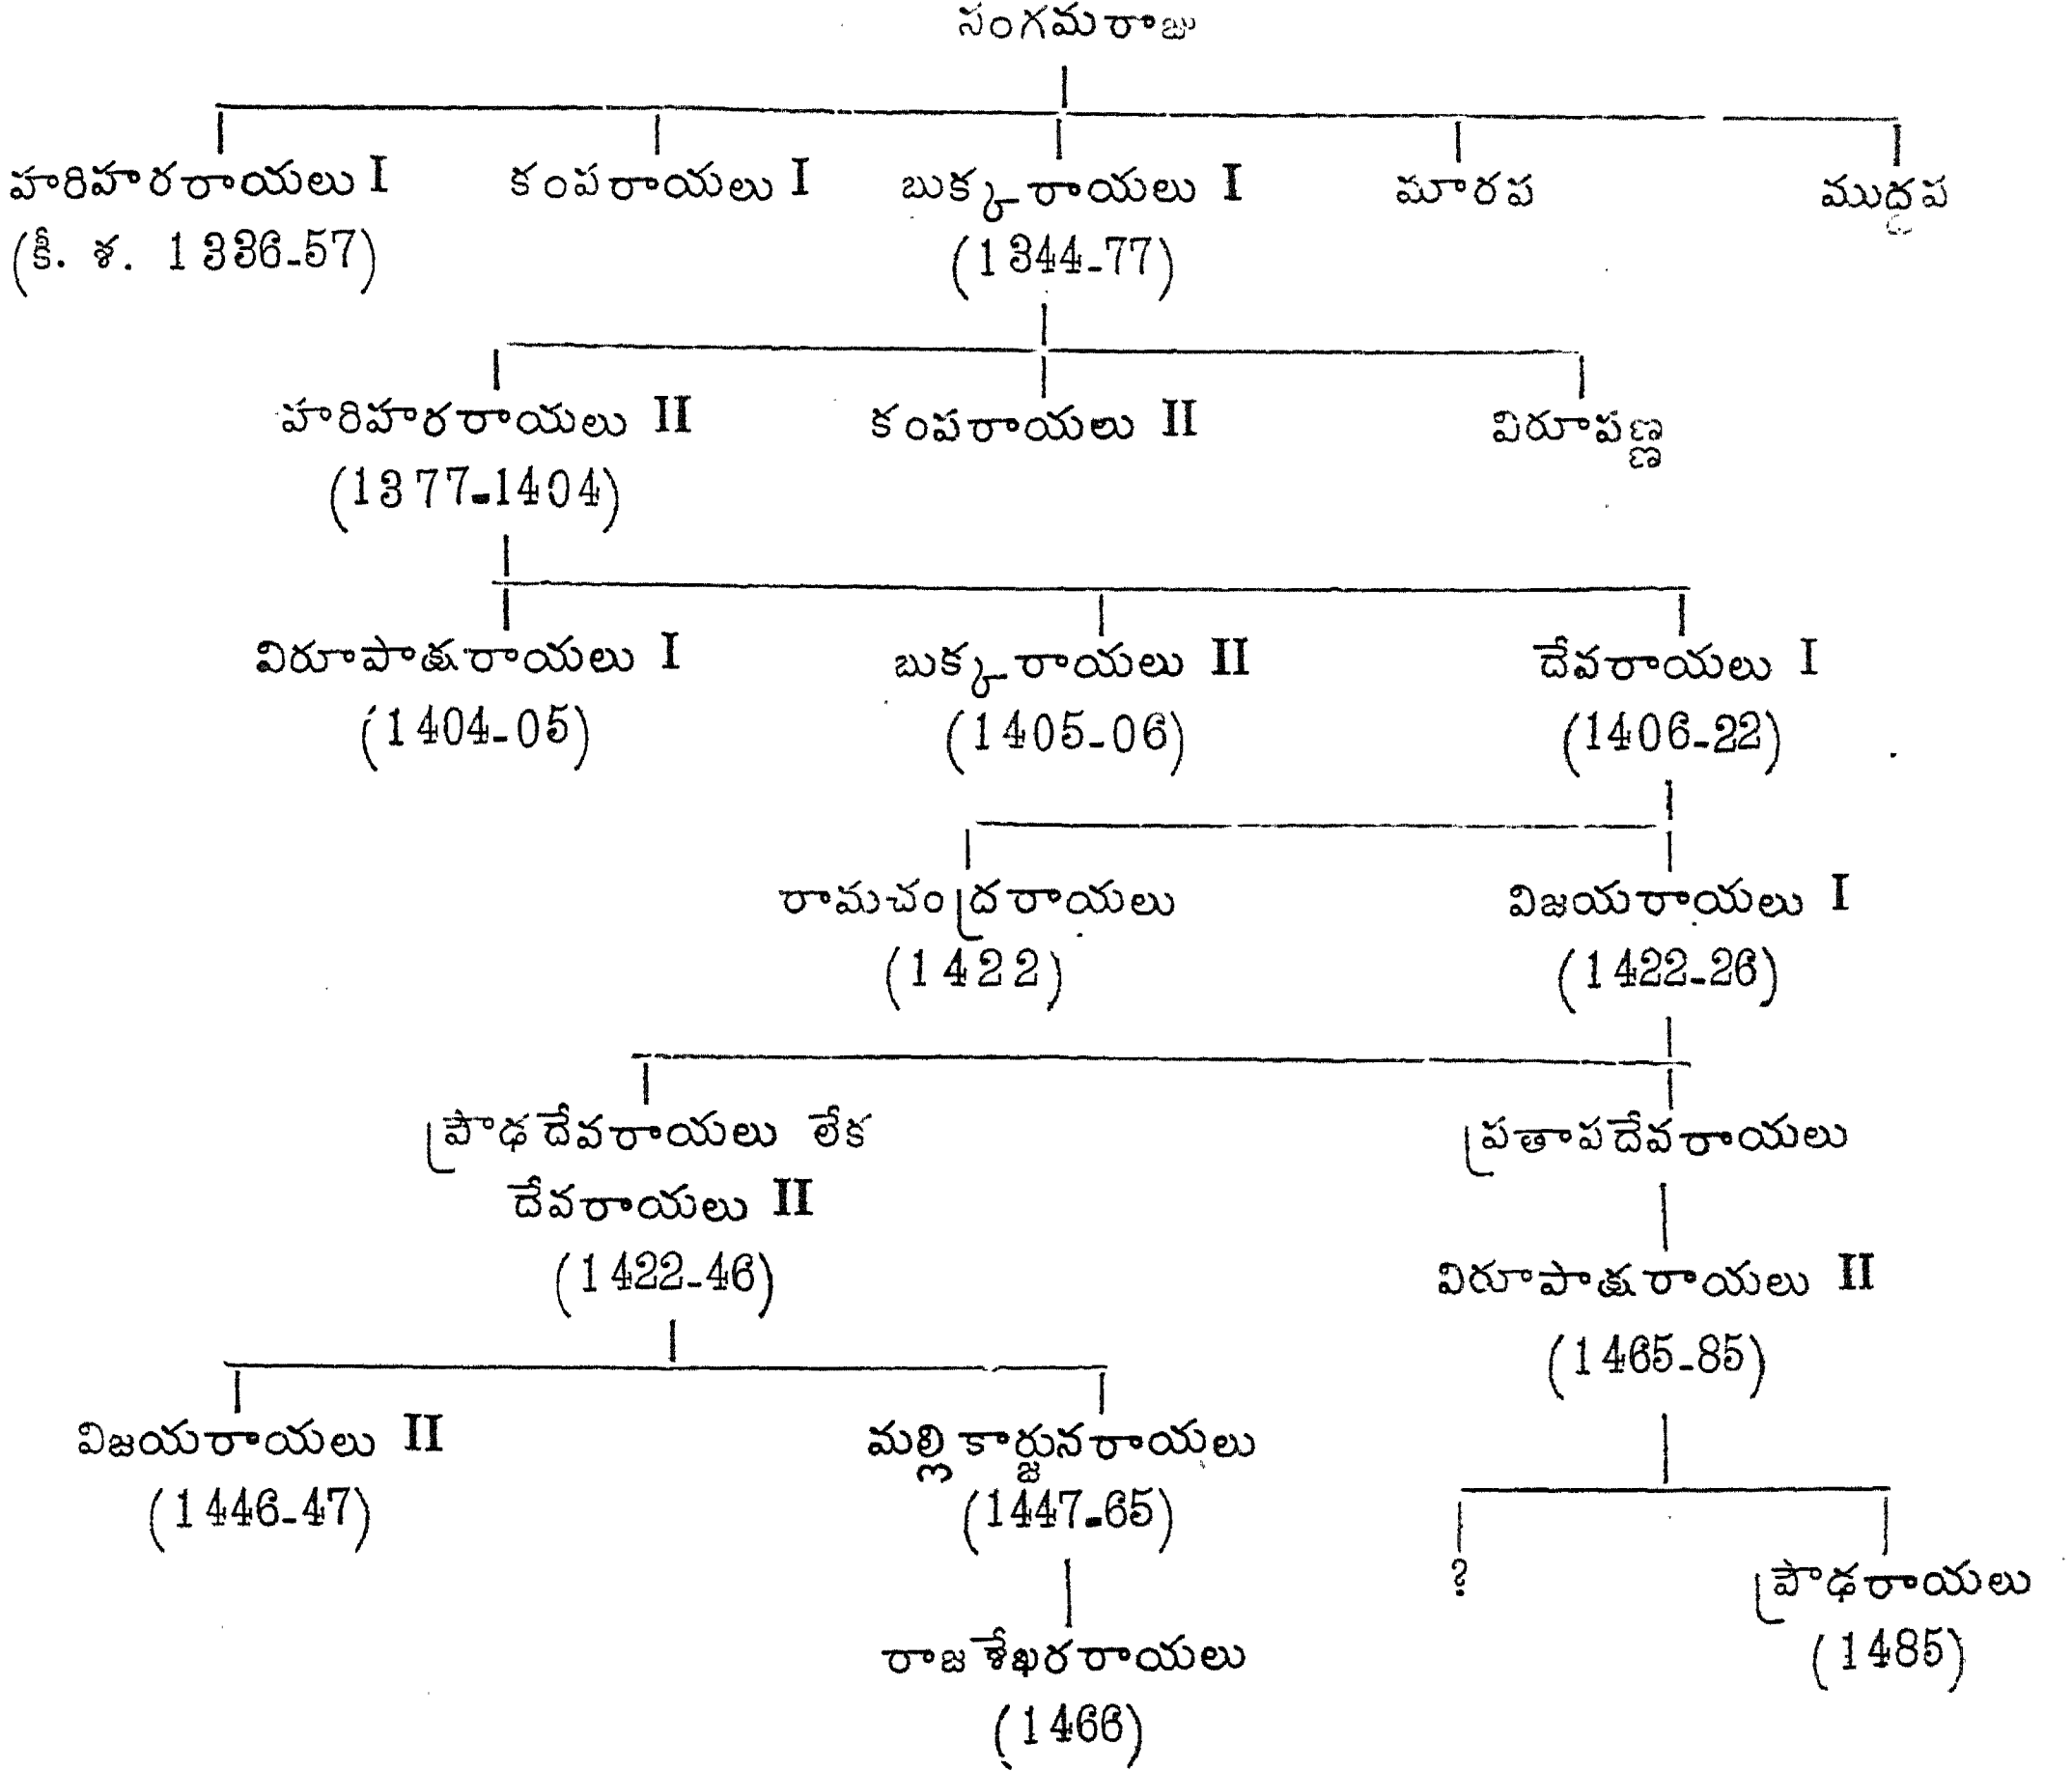 సంగమరాజు
హరిహరరాయలు I కంపరాయలు I బుక్కరాయలు I మారప ముద్దప
(క్రీ. శ. 1336-57) (1344-77)
హరిహరరాయలు II కంపరాయలు II విరూపణ్ణ
(1377-1404)
విరూపాక్షరాయలు I బుక్కరాయలు II దేవరాయలు I
(1404-05) (1405-06) (1406-22)
రామచంద్రరాయలు విజయరాయలు I
(1422) (1422-26)
ప్రౌఢదేవరాయలు లేక ప్రతాపదేవరాయలు
దేవరాయలు II
(1422-46) విరూపాక్షరాయలు II
(1465-85)
విజయరాయలు II మల్లికార్జునరాయలు
(1446-47) (1447-65)
? ప్రౌఢరాయలు
రాజశేఖరరాయలు (1485)
(1466)